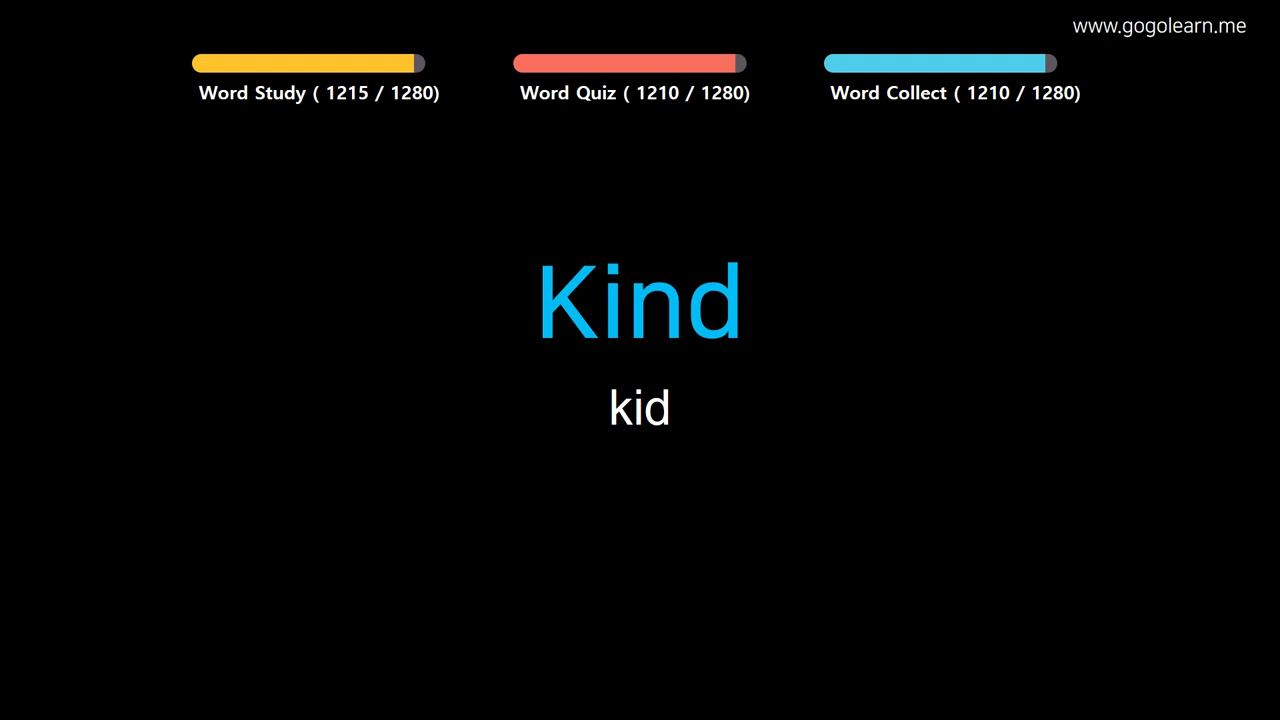 www.gogolearn.me
Word Study ( 1215 / 1280)
Word Quiz ( 1210 / 1280)
Word Collect ( 1210 / 1280)
Kind
kid